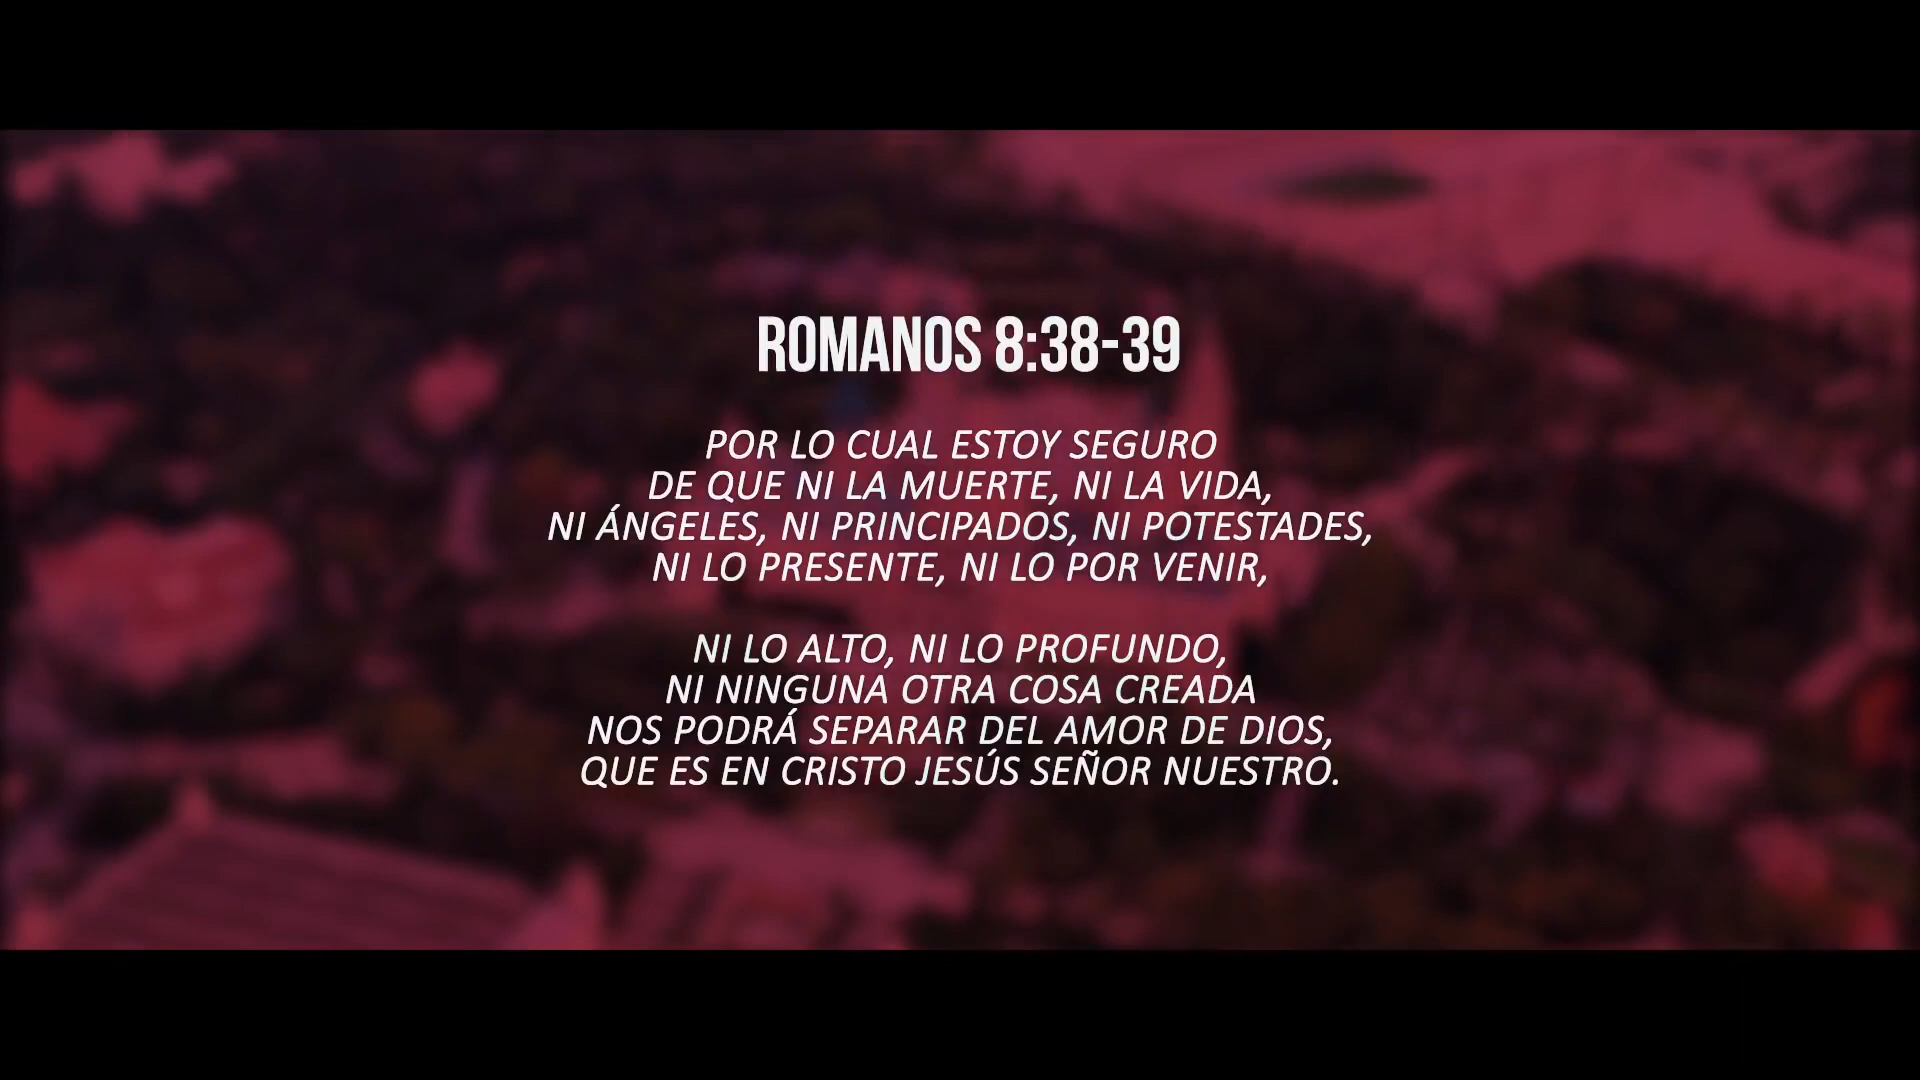 ROMANOS 8:38-39
POR LO CUAL ESTOY SEGURO
DE QUE NI LA MUERTE, NI LA VIDA,
NI ÁNGELES, NI PRINCIPADOS, NI POTESTADES,
NI LO PRESENTE, NI LO POR VENIR,
NI LO ALTO, NI LO PROFUNDO,
NI NINGUNA OTRA COSA CREADA
NOS PODRÁ SEPARAR DEL AMOR DE DIOS,
QUE ES EN CRISTO JESÚS SEÑOR NUESTRO.